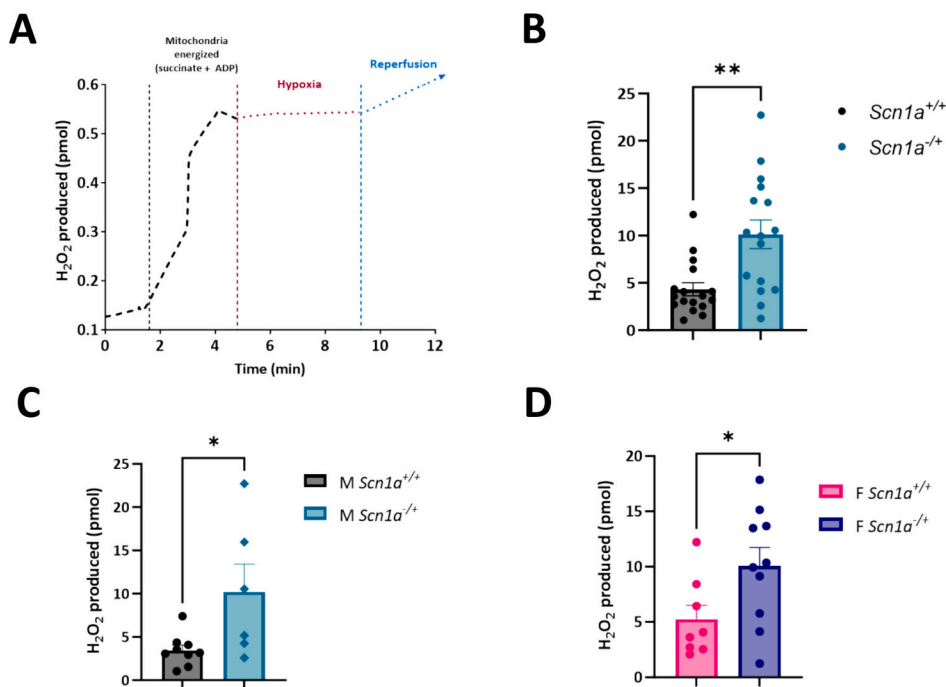 A
Mitochondria
energized
(succinate + ADP)
Hypoxia
Reperfusion
0.6
0.5
0.3
0.2
0.1
H₂O₂ produced (pmol)
0 2 4 6 8 10 12
Time (min)
B
**
25
20
15
10
5
0
H₂O₂ produced (pmol)
Scn1a+/+
Scn1a-/+
C
*
25
20
15
10
5
0
H₂O₂ produced (pmol)
M Scn1a+/+
M Scn1a-/+
D
*
20
15
10
5
0
H₂O₂ produced (pmol)
F Scn1a+/+
F Scn1a-/+